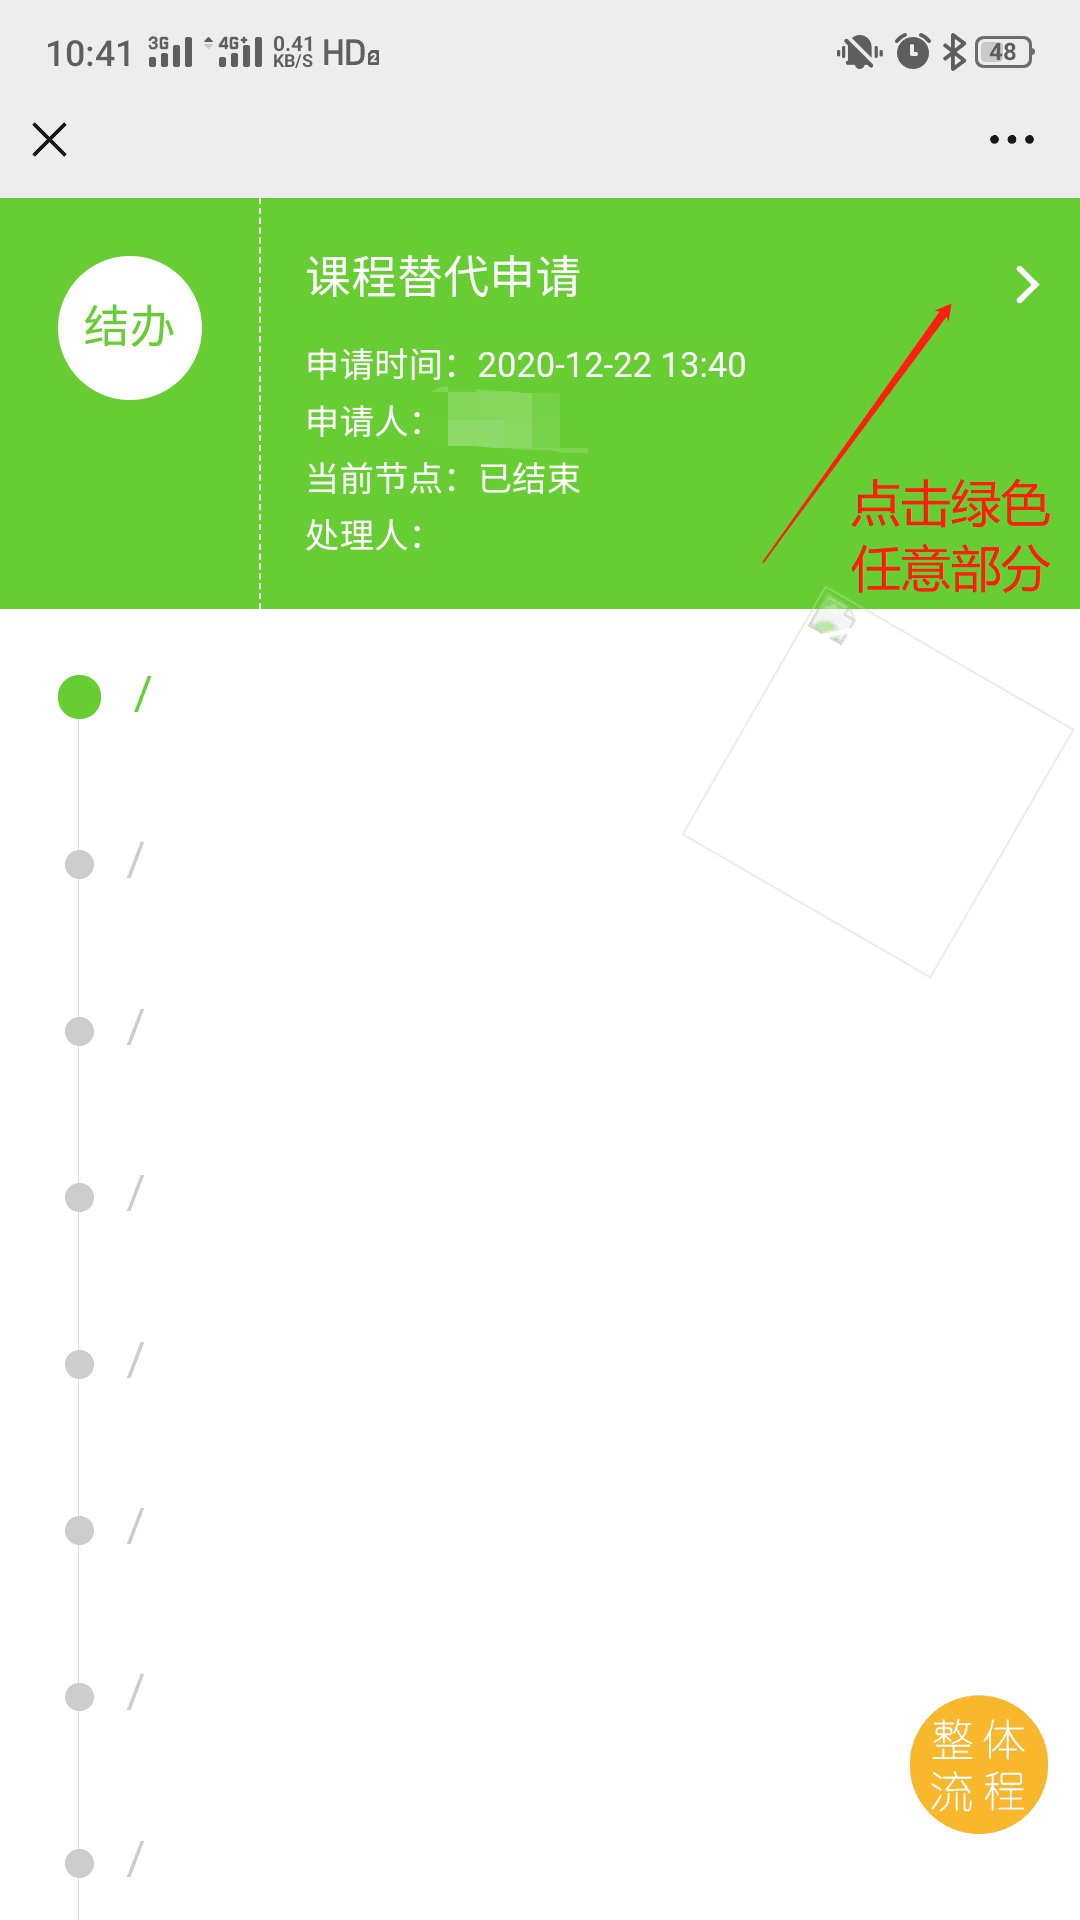 10:41 3G 4G+ 0.41 KB/S HD2 48
课程替代申请
结办
申请时间：2020-12-22 13:40
申请人：
当前节点：已结束
处理人：
点击绿色
任意部分
/
/
/
/
/
/
/
/
整体
流程